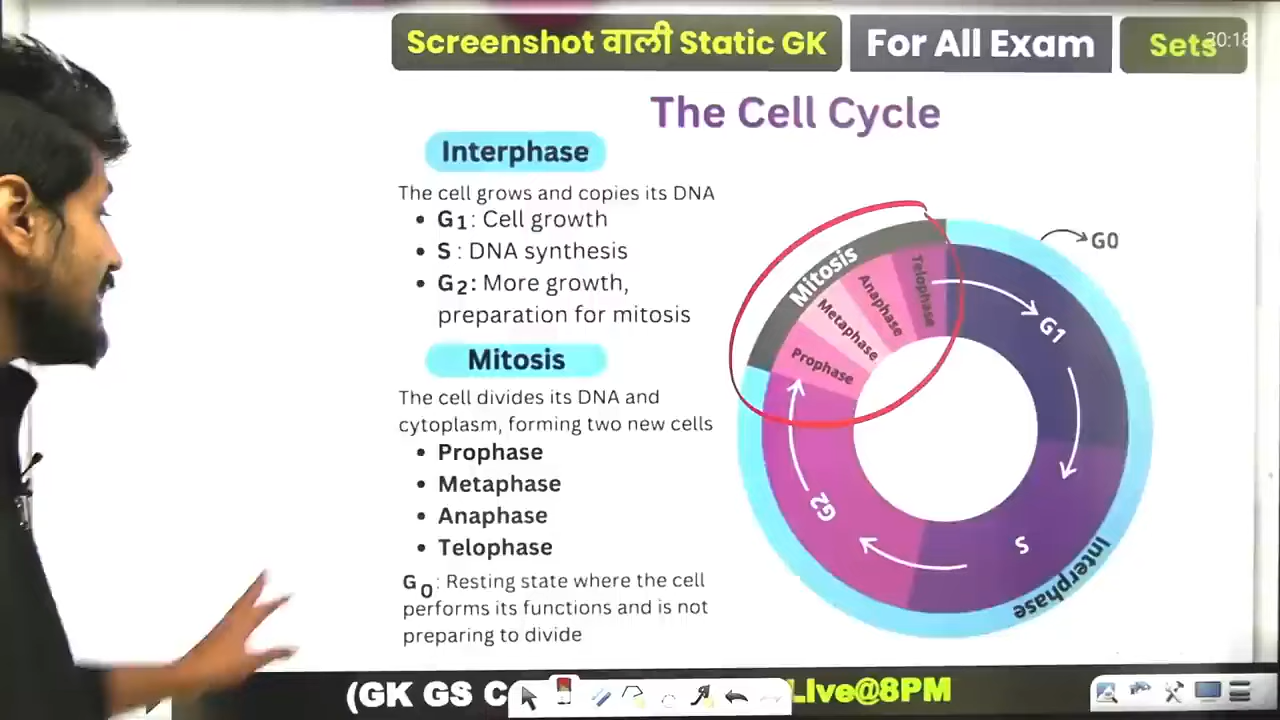 Screenshot वाली Static GK
For All Exam
Sets
20:18
The Cell Cycle
Interphase
The cell grows and copies its DNA
• G1: Cell growth
• S : DNA synthesis
• G2: More growth,
preparation for mitosis
Mitosis
The cell divides its DNA and
cytoplasm, forming two new cells
• Prophase
• Metaphase
• Anaphase
• Telophase
G0: Resting state where the cell
performs its functions and is not
preparing to divide
Mitosis
Prophase
Metaphase
Anaphase
Telophase
G0
G1
S
G2
Interphase
(GK GS
LIve@8PM